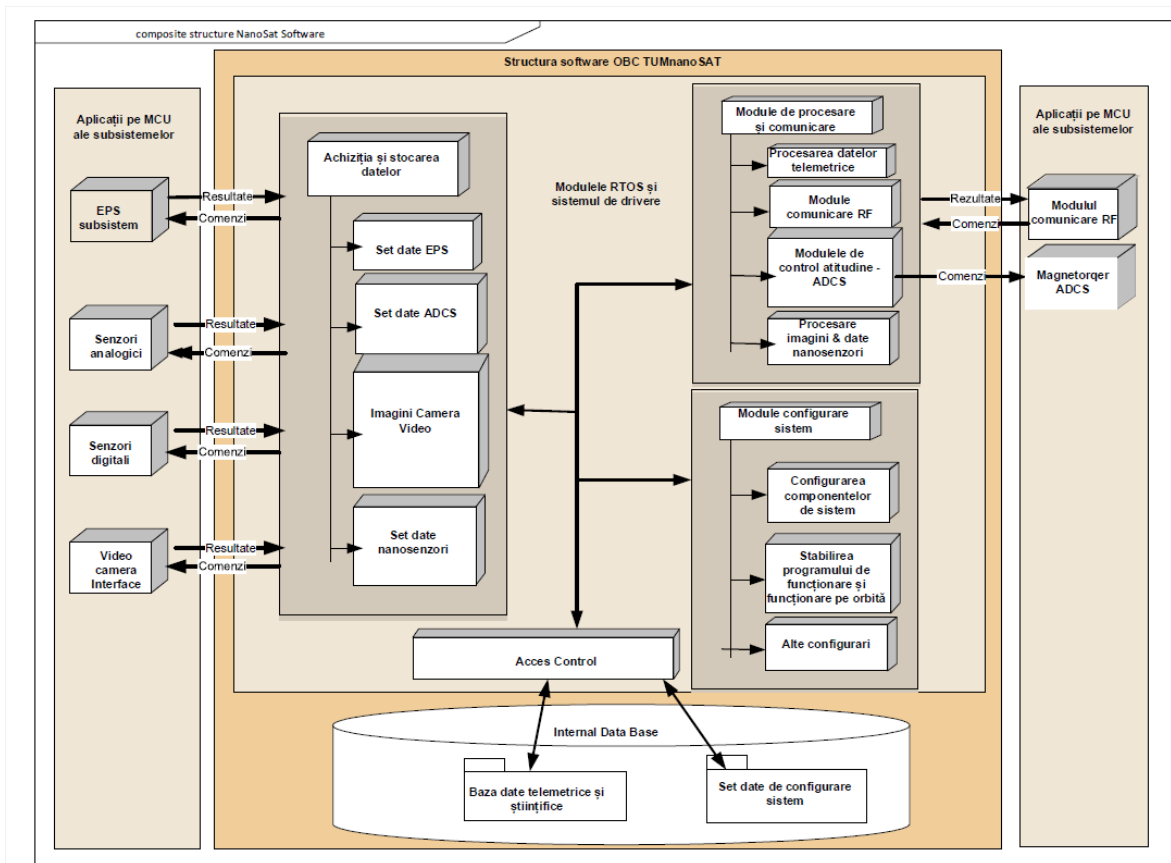 composite structure NanoSat Software
Structura software OBC TUMnanoSAT
Aplicații pe MCU
ale subsistemelor
EPS
subsistem
Senzori
analogici
Senzori
digitali
Video
camera
Interface
Resultate
Comenzi
Resultate
Comenzi
Resultate
Comenzi
Resultate
Comenzi
Achiziția și stocarea
datelor
Set date EPS
Set date ADCS
Imagini Camera
Video
Set date
nanosenzori
Modulele RTOS și
sistemul de drivere
Module de procesare
și comunicare
Procesarea datelor
telemetrice
Module
comunicare RF
Modulele de
control atitudine -
ADCS
Procesare
imagini & date
nanosenzori
Module configurare
sistem
Configurarea
componentelor
de sistem
Stabilirea
programului de
funcționare și
funcționare pe orbită
Alte configurari
Rezultate
Comenzi
Comenzi
Aplicații pe MCU
ale subsistemelor
Modulul
comunicare RF
Magnetorqer
ADCS
Acces Control
Internal Data Base
Baza date telemetrice și
științifice
Set date de configurare
sistem